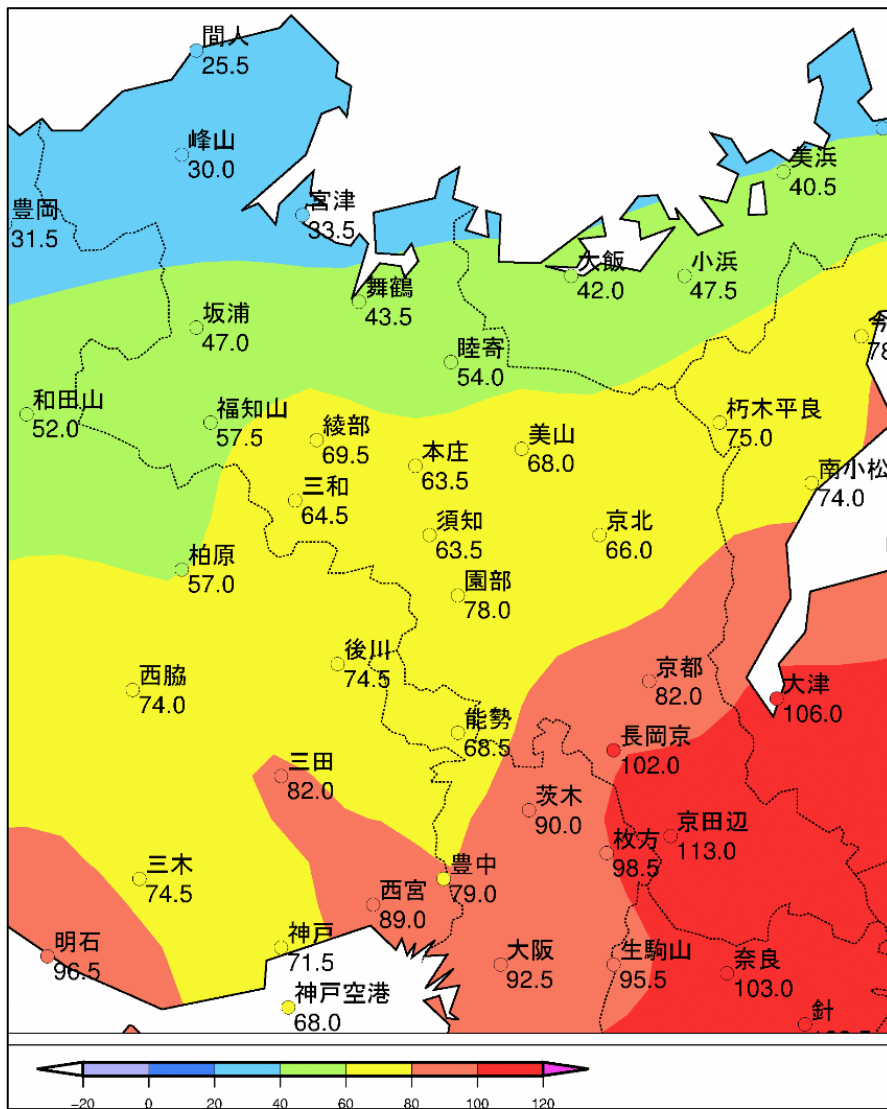 間人
25.5
峰山
30.0
美浜
40.5
豊岡
31.5
宮津
33.5
大飯
42.0
小浜
47.5
舞鶴
43.5
坂浦
47.0
睦寄
54.0
78
和田山
52.0
福知山
57.5
綾部
69.5
本庄
63.5
美山
68.0
朽木平良
75.0
南小松
74.0
三和
64.5
須知
63.5
京北
66.0
柏原
57.0
園部
78.0
後川
74.5
西脇
74.0
京都
82.0
大津
106.0
能勢
68.5
長岡京
102.0
三田
82.0
茨木
90.0
京田辺
113.0
枚方
98.5
三木
74.5
豊中
79.0
西宮
89.0
明石
96.5
神戸
71.5
大阪
92.5
生駒山
95.5
奈良
103.0
神戸空港
68.0
針
-20 0 20 40 60 80 100 120